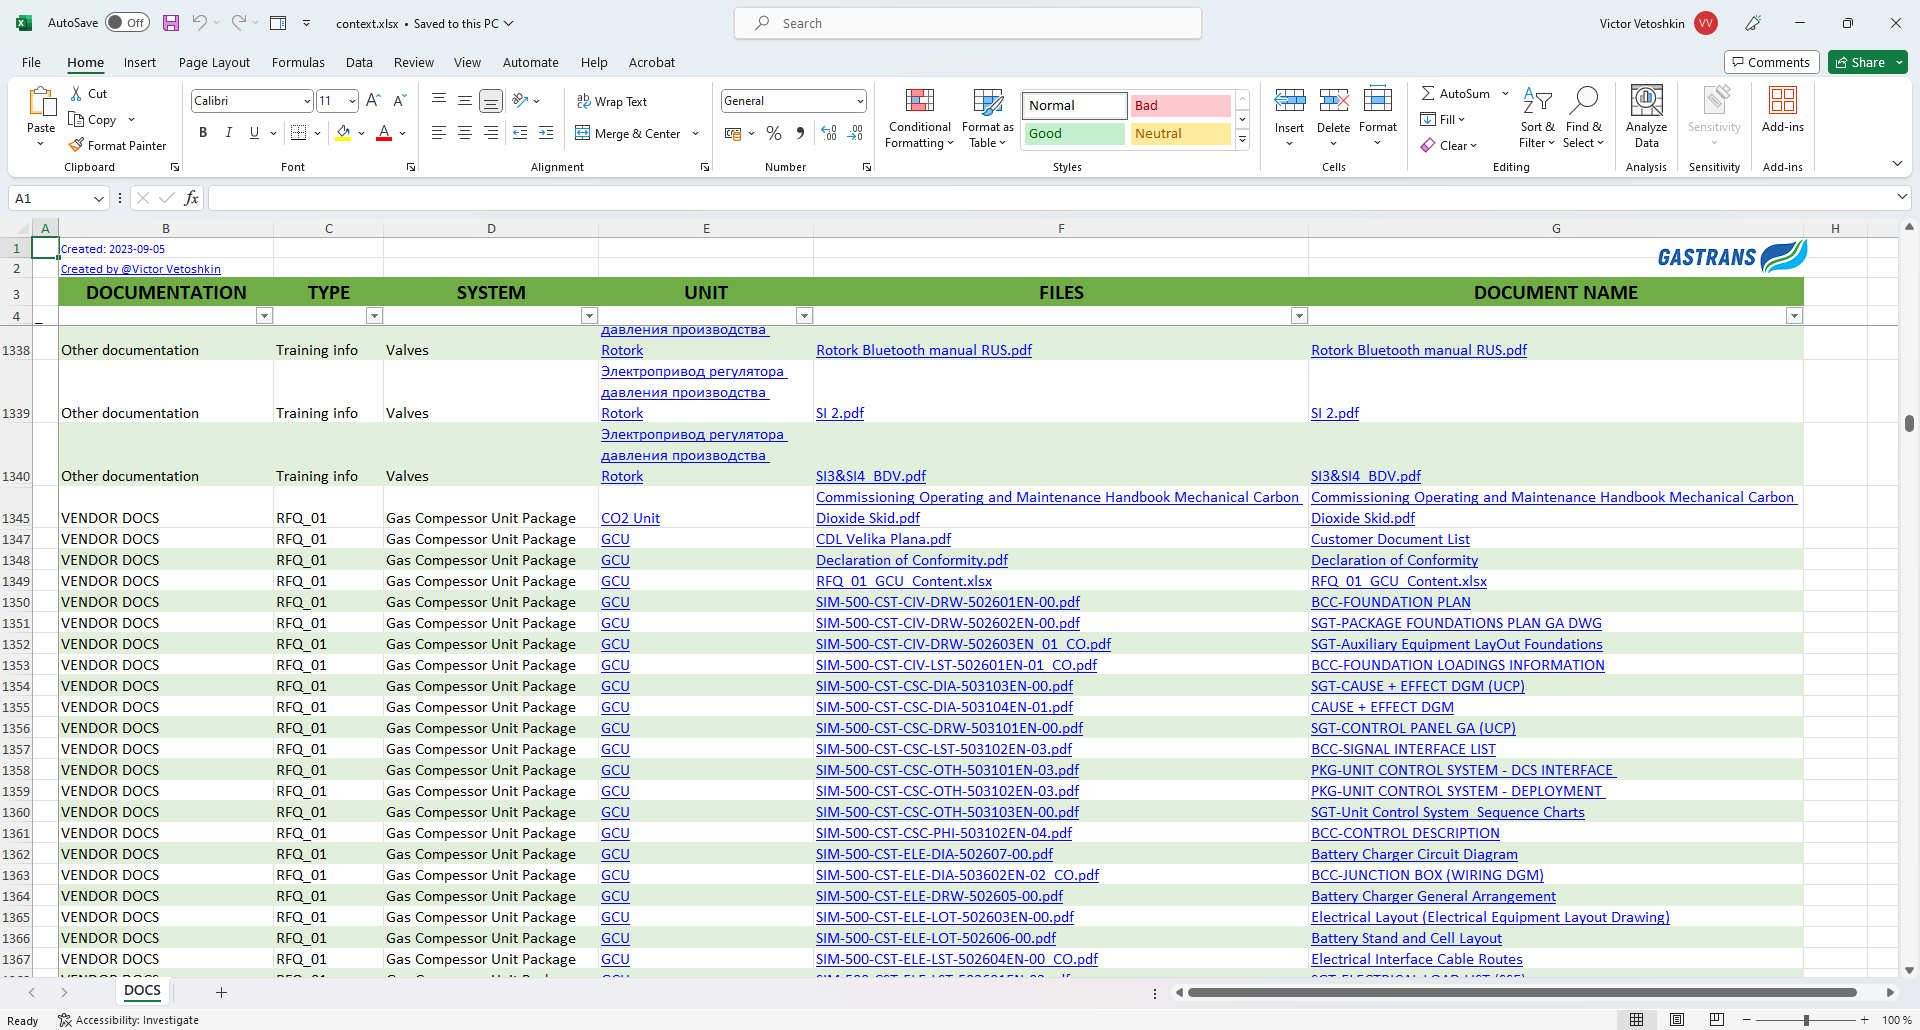 AutoSave Off context.xlsx • Saved to this PC Search Victor Vetoshkin VV
File Home Insert Page Layout Formulas Data Review View Automate Help Acrobat Comments Share
Paste Cut Copy Format Painter Clipboard
Calibri 11 B I U A Font
Wrap Text Merge & Center Alignment
General % Number
Conditional Formatting Format as Table Normal Bad Good Neutral Styles
Insert Delete Format Cells
AutoSum Fill Clear Sort & Filter Find & Select Editing
Analyze Data Analysis
Sensitivity Sensitivity
Add-ins Add-ins
A1 fx
A B C D E F G H
1 Created: 2023-09-05 GASTRANS
2 Created by @Victor Vetoshkin
3 DOCUMENTATION TYPE SYSTEM UNIT FILES DOCUMENT NAME
4
давления производства
1338 Other documentation Training info Valves Rotork Rotork Bluetooth manual RUS.pdf Rotork Bluetooth manual RUS.pdf
Электропривод регулятора
давления производства
1339 Other documentation Training info Valves Rotork SI 2.pdf SI 2.pdf
Электропривод регулятора
давления производства
1340 Other documentation Training info Valves Rotork SI3&SI4_BDV.pdf SI3&SI4_BDV.pdf
Commissioning Operating and Maintenance Handbook Mechanical Carbon Commissioning Operating and Maintenance Handbook Mechanical Carbon
1345 VENDOR DOCS RFQ_01 Gas Compessor Unit Package CO2 Unit Dioxide Skid.pdf Dioxide Skid.pdf
1347 VENDOR DOCS RFQ_01 Gas Compessor Unit Package GCU CDL Velika Plana.pdf Customer Document List
1348 VENDOR DOCS RFQ_01 Gas Compessor Unit Package GCU Declaration of Conformity.pdf Declaration of Conformity
1349 VENDOR DOCS RFQ_01 Gas Compessor Unit Package GCU RFQ_01_GCU_Content.xlsx RFQ_01_GCU_Content.xlsx
1350 VENDOR DOCS RFQ_01 Gas Compessor Unit Package GCU SIM-500-CST-CIV-DRW-502601EN-00.pdf BCC-FOUNDATION PLAN
1351 VENDOR DOCS RFQ_01 Gas Compessor Unit Package GCU SIM-500-CST-CIV-DRW-502602EN-00.pdf SGT-PACKAGE FOUNDATIONS PLAN GA DWG
1352 VENDOR DOCS RFQ_01 Gas Compessor Unit Package GCU SIM-500-CST-CIV-DRW-502603EN_01_CO.pdf SGT-Auxiliary Equipment LayOut Foundations
1353 VENDOR DOCS RFQ_01 Gas Compessor Unit Package GCU SIM-500-CST-CIV-LST-502601EN-01_CO.pdf BCC-FOUNDATION LOADINGS INFORMATION
1354 VENDOR DOCS RFQ_01 Gas Compessor Unit Package GCU SIM-500-CST-CSC-DIA-503103EN-00.pdf SGT-CAUSE + EFFECT DGM (UCP)
1355 VENDOR DOCS RFQ_01 Gas Compessor Unit Package GCU SIM-500-CST-CSC-DIA-503104EN-01.pdf CAUSE + EFFECT DGM
1356 VENDOR DOCS RFQ_01 Gas Compessor Unit Package GCU SIM-500-CST-CSC-DRW-503101EN-00.pdf SGT-CONTROL PANEL GA (UCP)
1357 VENDOR DOCS RFQ_01 Gas Compessor Unit Package GCU SIM-500-CST-CSC-LST-503102EN-03.pdf BCC-SIGNAL INTERFACE LIST
1358 VENDOR DOCS RFQ_01 Gas Compessor Unit Package GCU SIM-500-CST-CSC-OTH-503101EN-03.pdf PKG-UNIT CONTROL SYSTEM - DCS INTERFACE
1359 VENDOR DOCS RFQ_01 Gas Compessor Unit Package GCU SIM-500-CST-CSC-OTH-503102EN-03.pdf PKG-UNIT CONTROL SYSTEM - DEPLOYMENT
1360 VENDOR DOCS RFQ_01 Gas Compessor Unit Package GCU SIM-500-CST-CSC-OTH-503103EN-00.pdf SGT-Unit Control System_Sequence Charts
1361 VENDOR DOCS RFQ_01 Gas Compessor Unit Package GCU SIM-500-CST-CSC-PHI-503102EN-04.pdf BCC-CONTROL DESCRIPTION
1362 VENDOR DOCS RFQ_01 Gas Compessor Unit Package GCU SIM-500-CST-ELE-DIA-502607-00.pdf Battery Charger Circuit Diagram
1363 VENDOR DOCS RFQ_01 Gas Compessor Unit Package GCU SIM-500-CST-ELE-DIA-503602EN-02_CO.pdf BCC-JUNCTION BOX (WIRING DGM)
1364 VENDOR DOCS RFQ_01 Gas Compessor Unit Package GCU SIM-500-CST-ELE-DRW-502605-00.pdf Battery Charger General Arrangement
1365 VENDOR DOCS RFQ_01 Gas Compessor Unit Package GCU SIM-500-CST-ELE-LOT-502603EN-00.pdf Electrical Layout (Electrical Equipment Layout Drawing)
1366 VENDOR DOCS RFQ_01 Gas Compessor Unit Package GCU SIM-500-CST-ELE-LOT-502606-00.pdf Battery Stand and Cell Layout
1367 VENDOR DOCS RFQ_01 Gas Compessor Unit Package GCU SIM-500-CST-ELE-LST-502604EN-00_CO.pdf Electrical Interface Cable Routes
DOCS
Ready Accessibility: Investigate 100 %